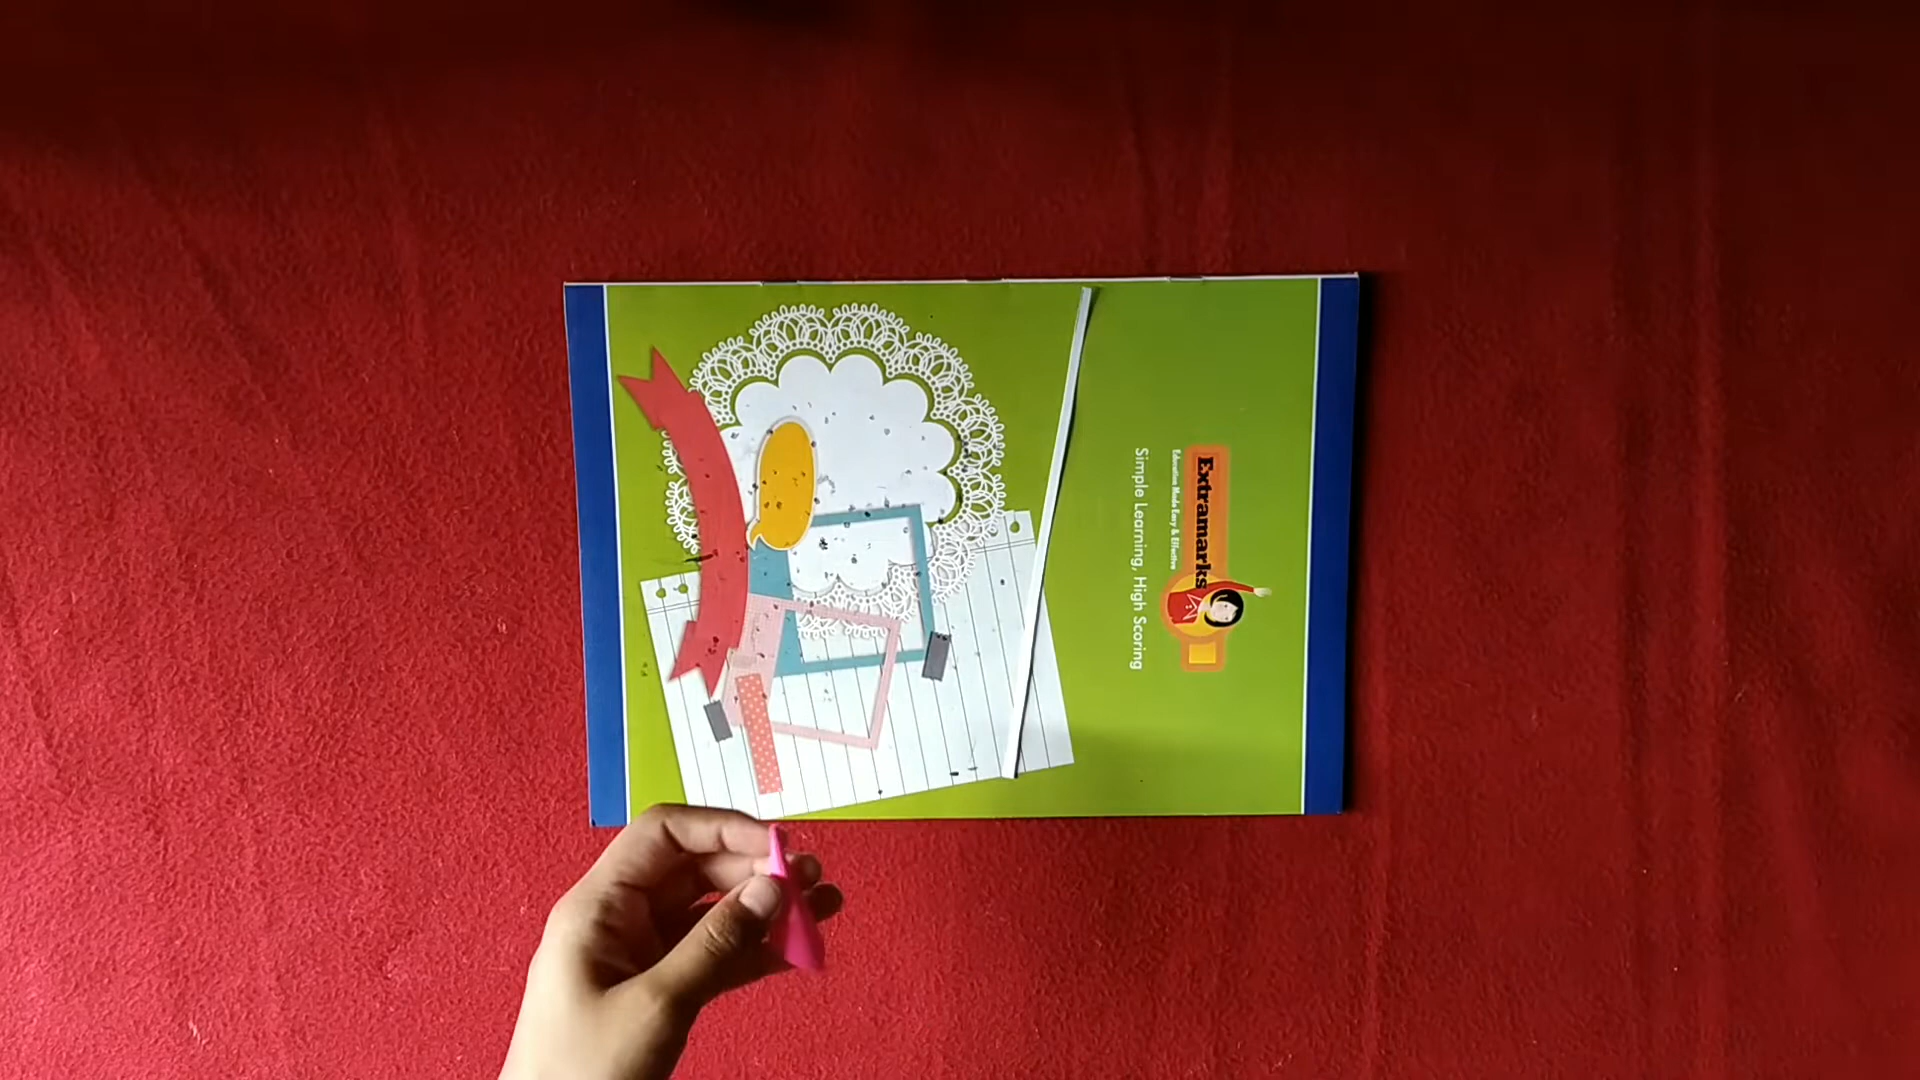 Extramarks
Education Made Easy & Effective
Simple Learning, High Scoring